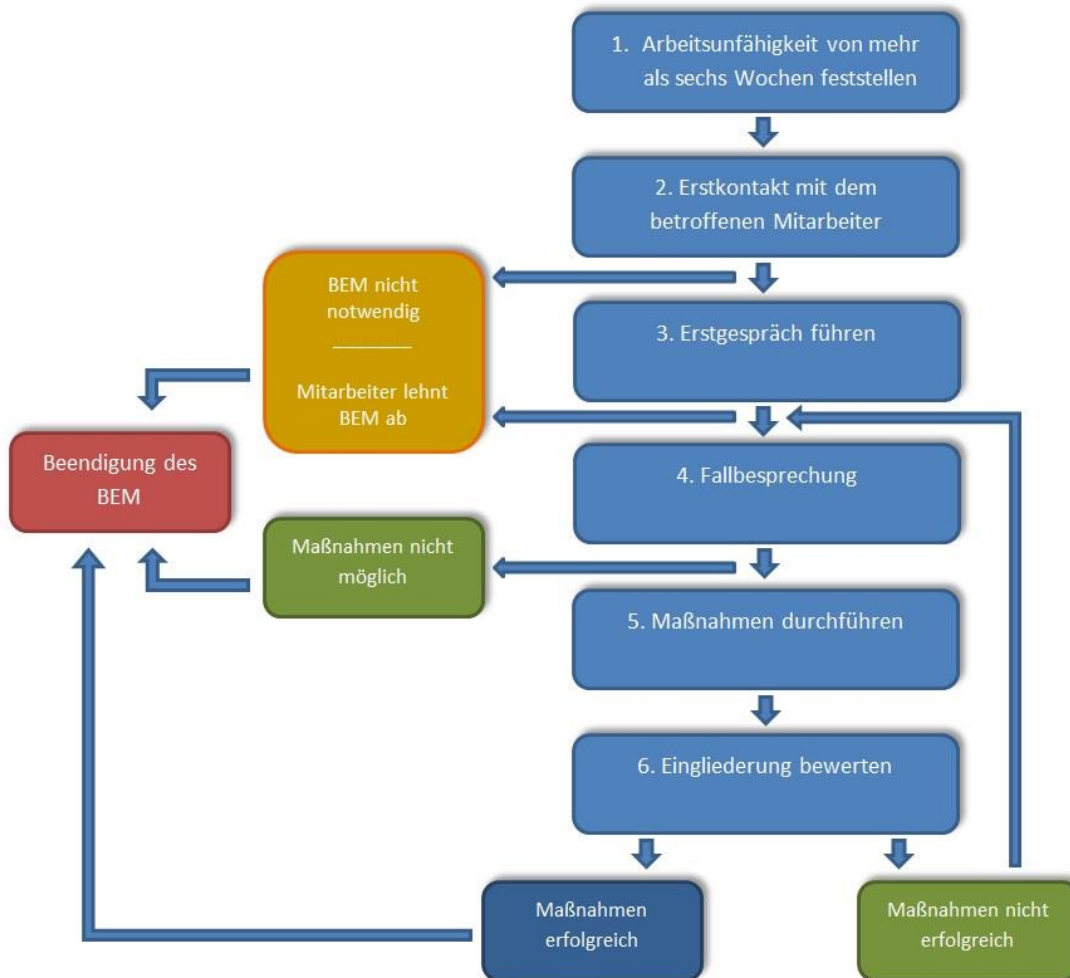 1. Arbeitsunfähigkeit von mehr
als sechs Wochen feststellen
2. Erstkontakt mit dem
betroffenen Mitarbeiter
BEM nicht
notwendig
_______
Mitarbeiter lehnt
BEM ab
3. Erstgespräch führen
Beendigung des
BEM
4. Fallbesprechung
Maßnahmen nicht
möglich
5. Maßnahmen durchführen
6. Eingliederung bewerten
Maßnahmen
erfolgreich
Maßnahmen nicht
erfolgreich